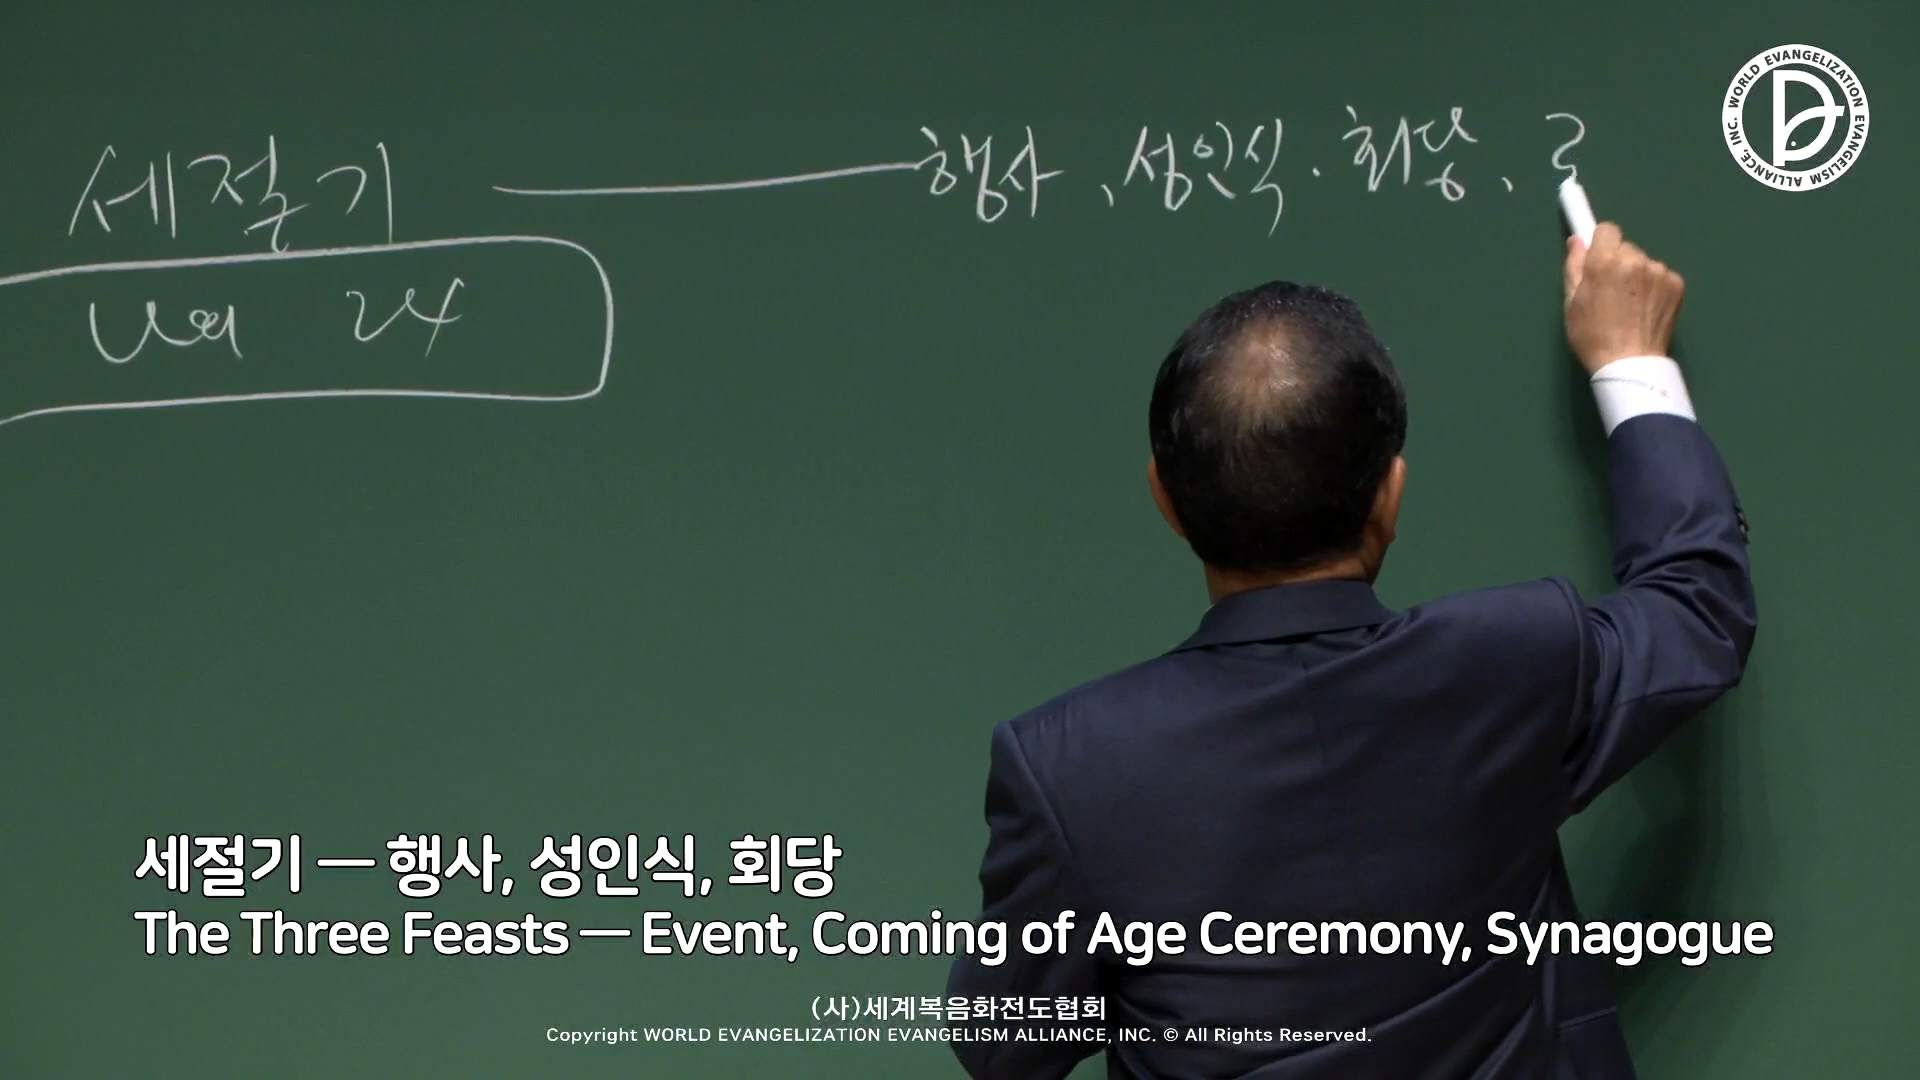 WORLD EVANGELIZATION EVANGELISM ALLIANCE, INC.
세절기 — 행사, 성인식, 회당,
24
세절기 — 행사, 성인식, 회당
The Three Feasts — Event, Coming of Age Ceremony, Synagogue
(사)세계복음화전도협회
Copyright WORLD EVANGELIZATION EVANGELISM ALLIANCE, INC. © All Rights Reserved.